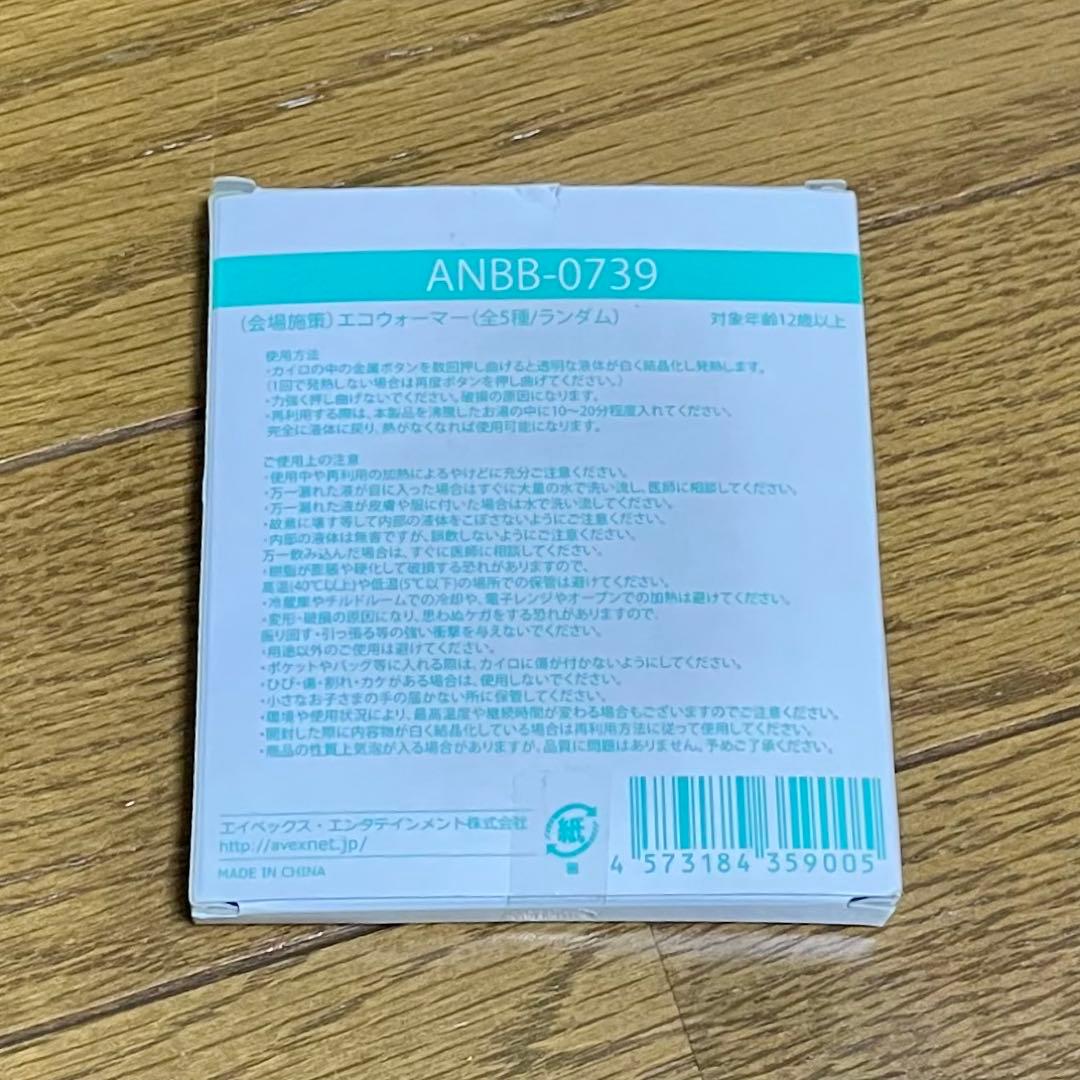 ANBB-0739
(会場施策)エコウォーマー(全5種/ランダム) 対象年齢12歳以上
使用方法
・カイロの中の金属ボタンを数回押し曲げると透明な液体が白く結晶化し発熱します。
(1回で発熱しない場合は再度ボタンを押し曲げてください。)
・力強く押し曲げないでください。破損の原因になります。
・再利用する際は、本製品を沸騰したお湯の中に10〜20分程度入れてください。
完全に液体に戻り、熱がなくなれば使用可能になります。
ご使用上の注意
・使用中や再利用の加熱によるやけどに充分ご注意ください。
・万一漏れた液が目に入った場合はすぐに大量の水で洗い流し、医師に相談してください。
・万一漏れた液が皮膚や服に付いた場合は水で洗い流してください。
・故意に壊す等して内部の液体をこぼさないようにご注意ください。
・内部の液体は無害ですが、誤飲しないようにご注意ください。
万一飲み込んだ場合は、すぐに医師に相談してください。
・樹脂が膨張や硬化して破損する恐れがありますので、
高温(40℃以上)や低温(5℃以下)の場所での保管は避けてください。
・冷蔵庫やチルドルームでの冷却や、電子レンジやオーブンでの加熱は避けてください。
・変形・破損の原因になり、思わぬケガをする恐れがありますので、
振り回す・引っ張る等の強い衝撃を与えないでください。
・用途以外のご使用は避けてください。
・ポケットやバッグ等に入れる際は、カイロに傷が付かないようにしてください。
・ひび・傷・割れ・カケがある場合は、使用しないでください。
・小さなお子さまの手の届かない所に保管してください。
・環境や使用状況により、最高温度や継続時間が変わる場合もございますのでご注意ください。
・開封した際に内容物が白く結晶化している場合は再利用方法に従って使用してください。
・商品の性質上気泡が入る場合がありますが、品質に問題はありません。予めご了承ください。
エイベックス・エンタテインメント株式会社
http://avexnet.jp/
MADE IN CHINA
紙
4 573184 359005